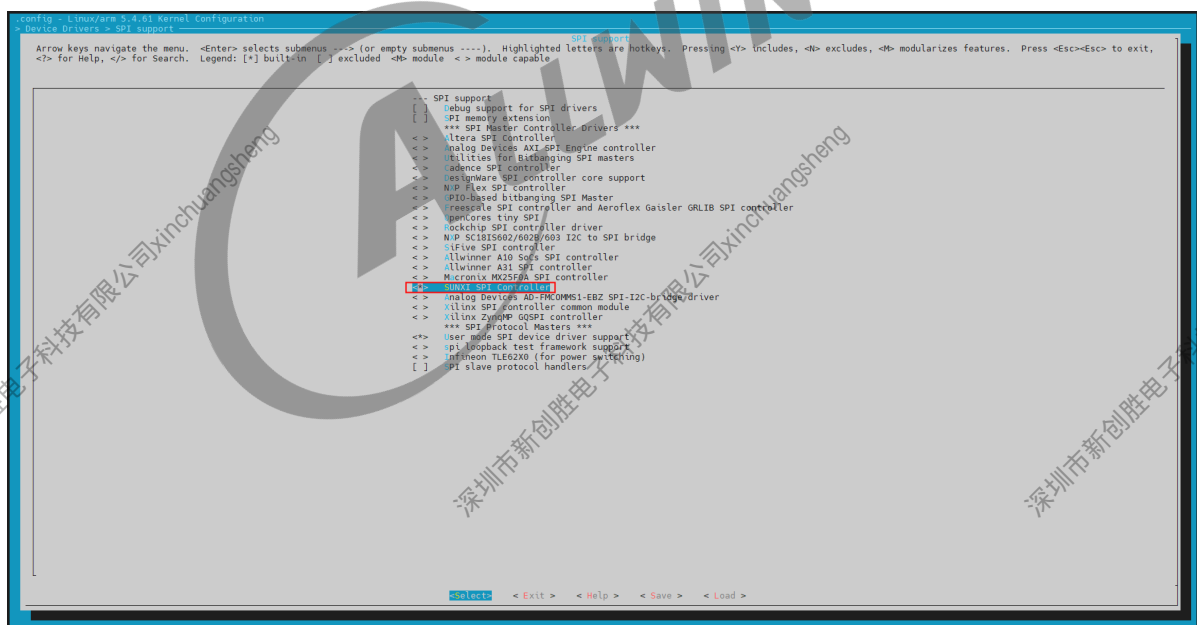 .config - Linux/arm 5.4.61 Kernel Configuration
> Device Drivers > SPI support
SPI support
Arrow keys navigate the menu. <Enter> selects submenus ---> (or empty submenus ----). Highlighted letters are hotkeys. Pressing <Y> includes, <N> excludes, <M> modularizes features. Press <Esc><Esc> to exit,
<?> for Help, </> for Search. Legend: [*] built-in [ ] excluded <M> module < > module capable
--- SPI support
[ ] Debug support for SPI drivers
[ ] SPI memory extension
*** SPI Master Controller Drivers ***
< > Altera SPI Controller
< > Analog Devices AXI SPI Engine controller
< > Utilities for Bitbanging SPI masters
< > Cadence SPI controller
< > DesignWare SPI controller core support
< > NXP Flex SPI controller
< > GPIO-based bitbanging SPI Master
< > Freescale SPI controller and Aeroflex Gaisler GRLIB SPI controller
< > OpenCores tiny SPI
< > Rockchip SPI controller driver
< > NXP SC18IS602/602B/603 I2C to SPI bridge
< > SiFive SPI controller
< > Allwinner A10 SoCs SPI controller
< > Allwinner A31 SPI controller
< > Macronix MX25F0A SPI controller
<*> SUNXI SPI Controller
< > Analog Devices AD-FMCOMMS1-EBZ SPI-I2C-bridge driver
< > Xilinx SPI controller common module
< > Xilinx ZynqMP GQSPI controller
*** SPI Protocol Masters ***
<*> User mode SPI device driver support
< > spi loopback test framework support
< > Infineon TLE62X0 (for power switching)
[ ] SPI slave protocol handlers
<Select> < Exit > < Help > < Save > < Load >
ALLWIN
深圳市新创胜电子科技有限公司xinchuangsheng
深圳市新创胜电子科技有限公司xinchuangsheng
深圳市新创胜电子科